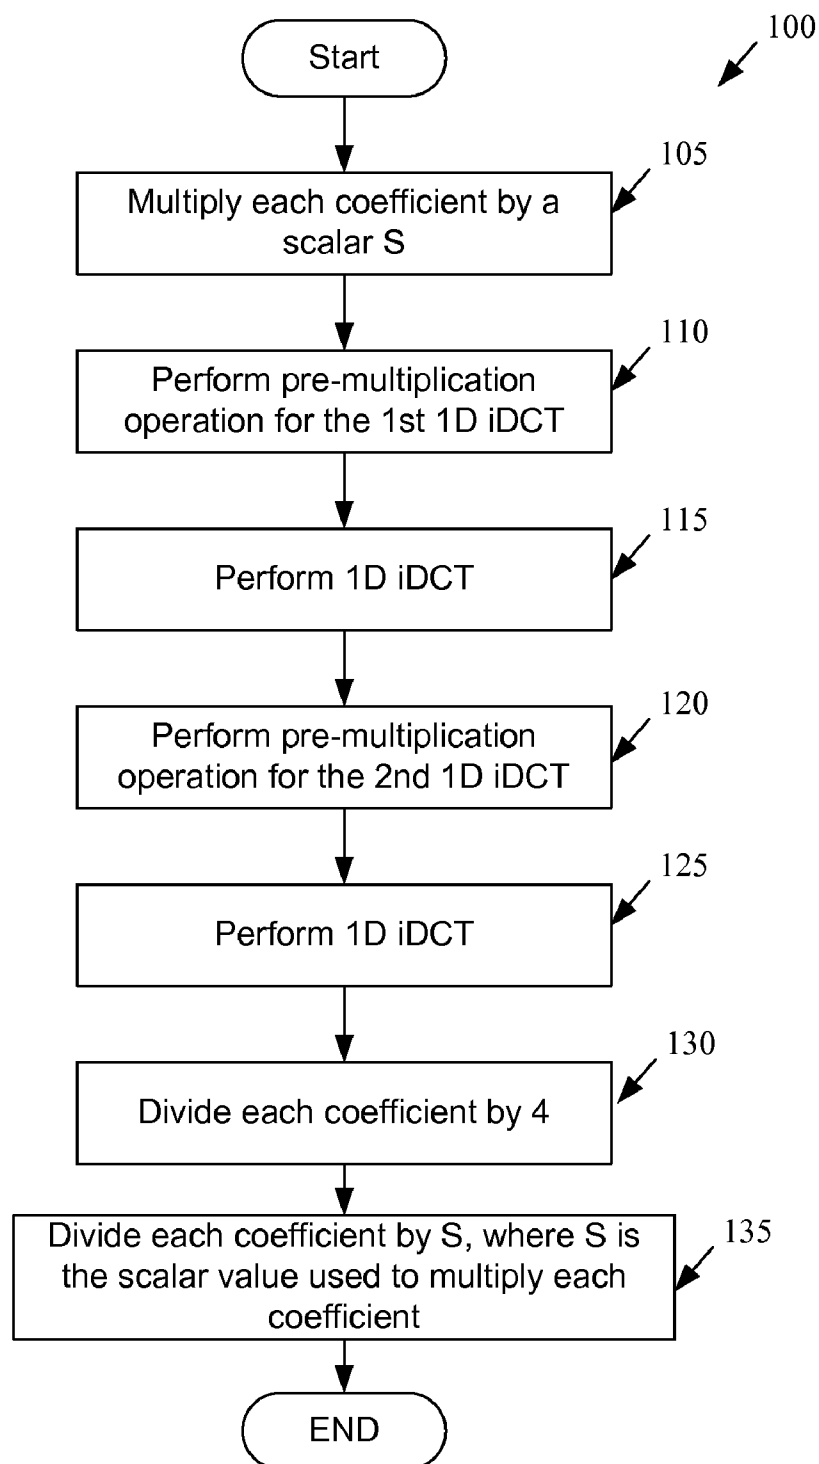 Start
100
105
Multiply each coefficient by a
scalar S
110
Perform pre-multiplication
operation for the 1st 1D iDCT
115
Perform 1D iDCT
120
Perform pre-multiplication
operation for the 2nd 1D iDCT
125
Perform 1D iDCT
130
Divide each coefficient by 4
135
Divide each coefficient by S, where S is
the scalar value used to multiply each
coefficient
END